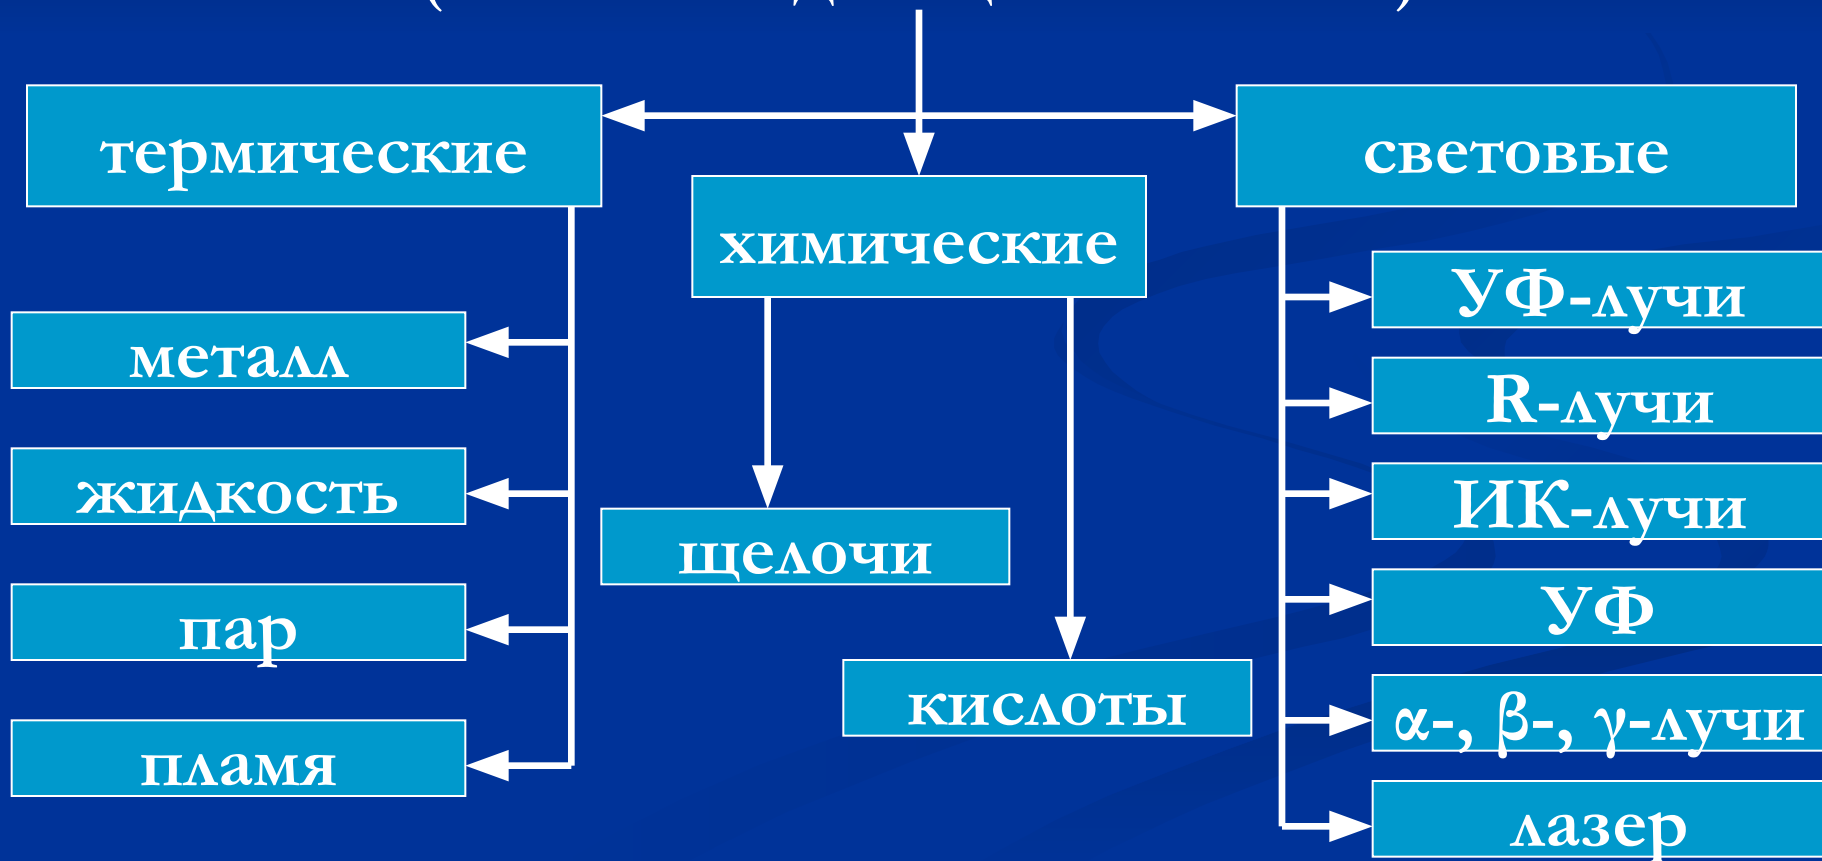 термические
химические
световые
металл
жидкость
пар
пламя
щелочи
кислоты
УФ-лучи
R-лучи
ИК-лучи
УФ
α-, β-, γ-лучи
лазер